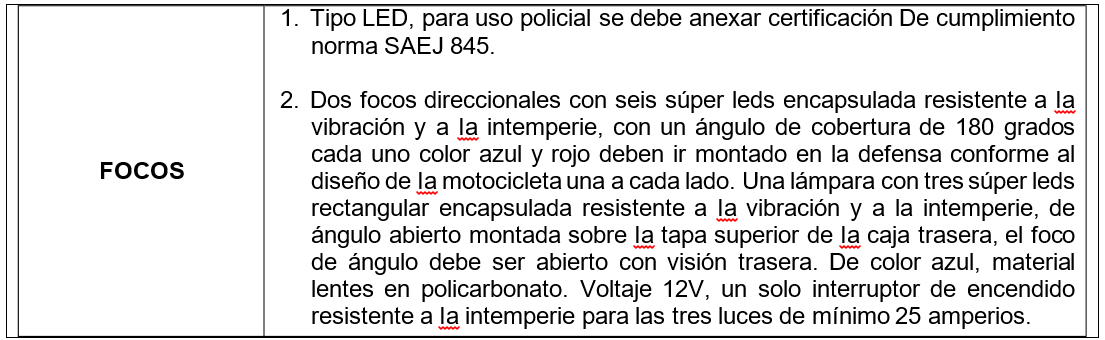 1. Tipo LED, para uso policial se debe anexar certificación De cumplimiento
norma SAEJ 845.
2. Dos focos direccionales con seis súper leds encapsulada resistente a la
vibración y a la intemperie, con un ángulo de cobertura de 180 grados
cada uno color azul y rojo deben ir montado en la defensa conforme al
FOCOS
diseño de la motocicleta una a cada lado. Una lámpara con tres súper leds
rectangular encapsulada resistente a la vibración y a la intemperie, de
ángulo abierto montada sobre la tapa superior de la caja trasera, el foco
de ángulo debe ser abierto con visión trasera. De color azul, material
lentes en policarbonato. Voltaje 12V, un solo interruptor de encendido
resistente a la intemperie para las tres luces de mínimo 25 amperios.